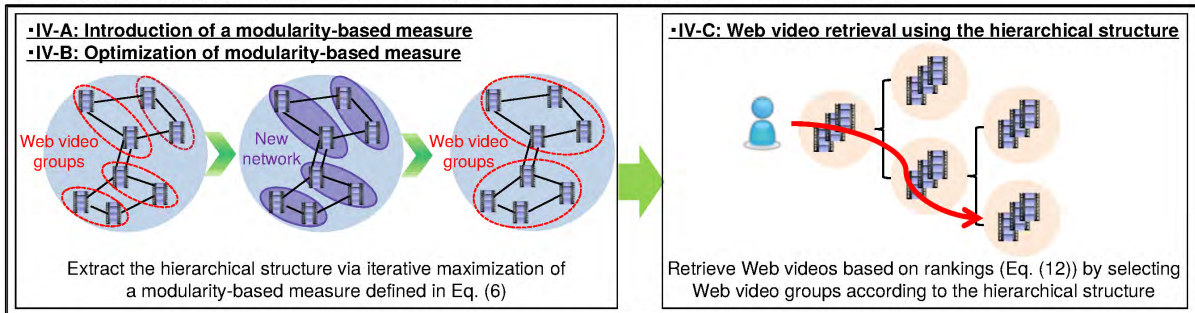 ・IV-A: Introduction of a modularity-based measure
・IV-B: Optimization of modularity-based measure
Web video
groups
New
network
Web video
groups
Extract the hierarchical structure via iterative maximization of
a modularity-based measure defined in Eq. (6)
・IV-C: Web video retrieval using the hierarchical structure
Retrieve Web videos based on rankings (Eq. (12)) by selecting
Web video groups according to the hierarchical structure